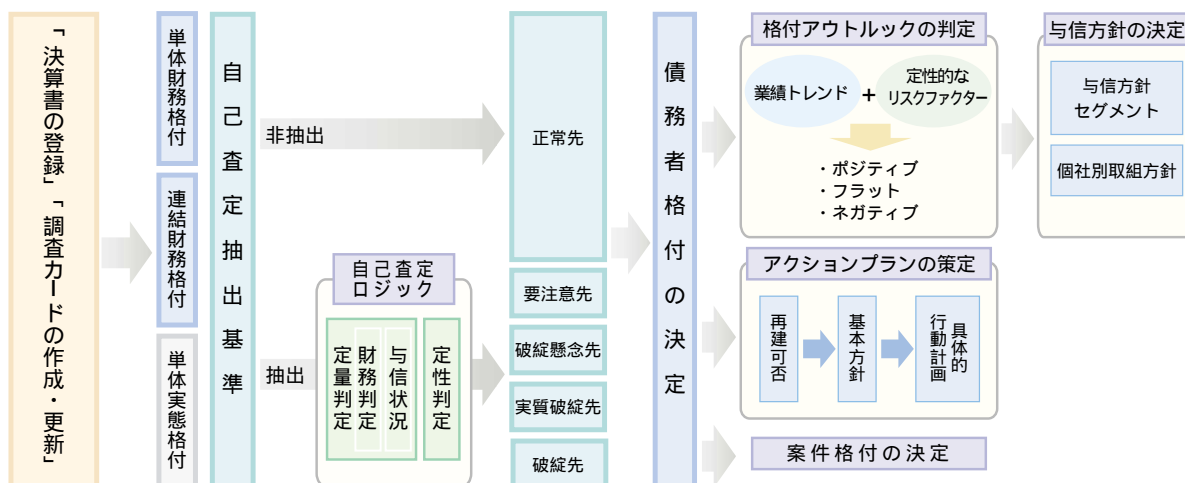 「決算書の登録」「調査カードの作成・更新」
単体財務格付
連結財務格付
単体実態格付
自己査定抽出基準
非抽出
抽出
自己査定
ロジック
定量判定
財務判定
与信状況
定性判定
正常先
要注意先
破綻懸念先
実質破綻先
破綻先
債務者格付の決定
格付アウトルックの判定
業績トレンド
+
定性的な
リスクファクター
・ポジティブ
・フラット
・ネガティブ
与信方針の決定
与信方針
セグメント
個社別取組方針
アクションプランの策定
再建可否
基本方針
具体的
行動計画
案件格付の決定